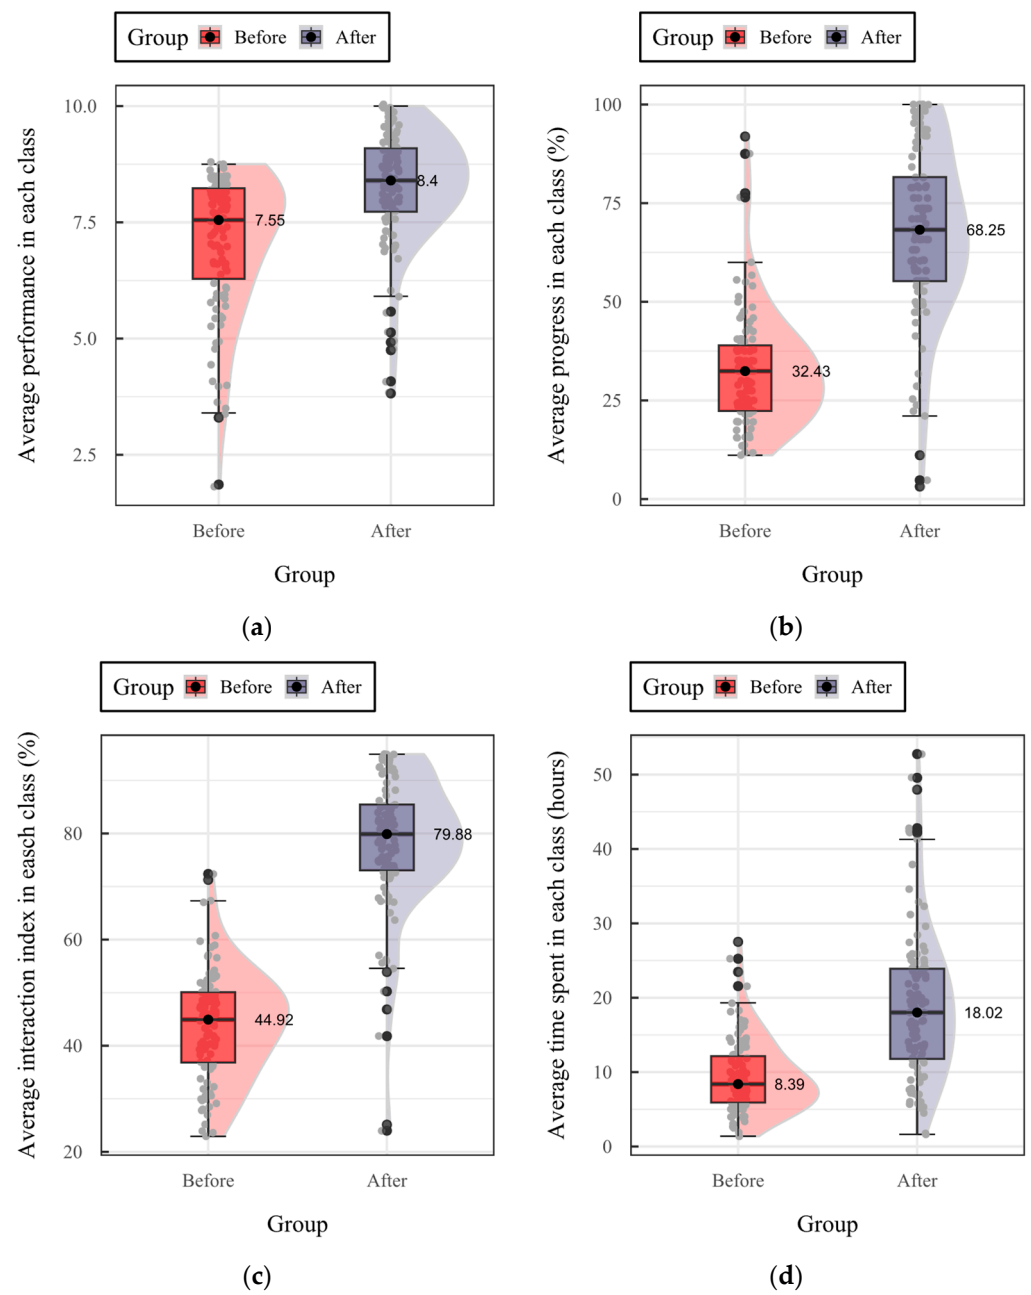 Group Before After
Average performance in each class
10.0
7.5
5.0
2.5
7.55
8.4
Before After
Group
(a)
Group Before After
Average progress in each class (%)
100
75
50
25
0
32.43
68.25
Before After
Group
(b)
Group Before After
Average interaction index in easch class (%)
80
60
40
20
44.92
79.88
Before After
Group
(c)
Group Before After
Average time spent in each class (hours)
50
40
30
20
10
0
8.39
18.02
Before After
Group
(d)